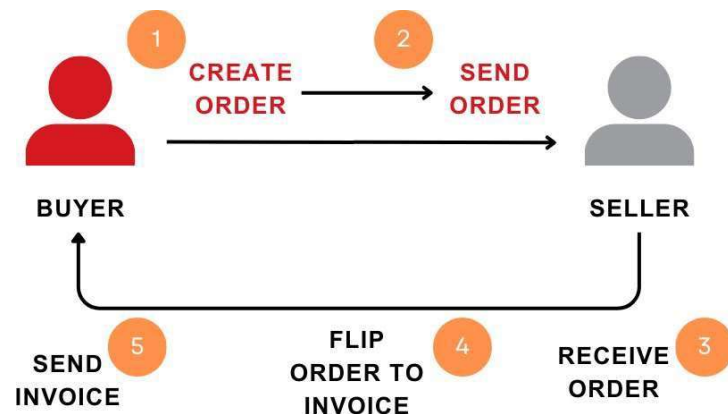 1
CREATE
ORDER
2
SEND
ORDER
BUYER
SELLER
SEND
INVOICE
5
FLIP
ORDER TO
INVOICE
4
RECEIVE
ORDER
3